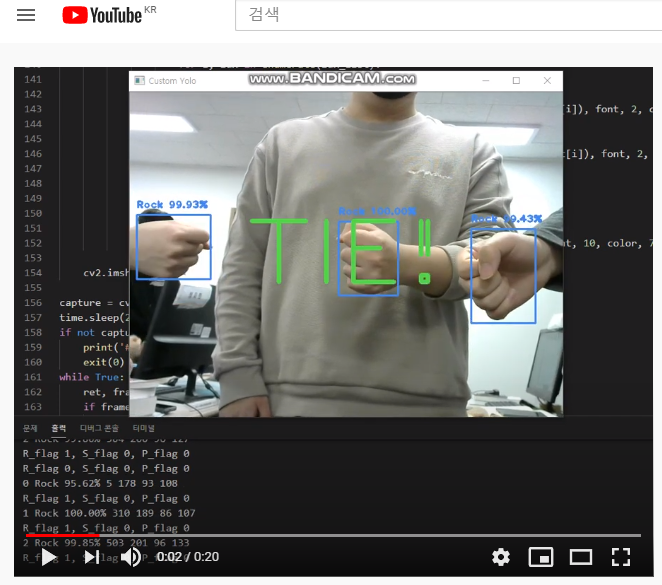 YouTube KR
검색
Custom Yolo
www.BANDICAM.com
141
142
143
[i]), font, 2, c
144
145
146
[i]), font, 2,
147
148
149
150
151
152
nt, 10, color, 7
153
154 cv2.imsh
155
156 capture = cv
157 time.sleep(2
158 if not captu
159 print('
160 exit(0)
161 while True:
162 ret, fra
163 if frame
Rock 99.93%
Rock 100.00%
Rock 99.43%
TIE!!
문제 출력 디버그 콘솔 터미널
R_flag 1, S_flag 0, P_flag 0
R_flag 0, S_flag 0, P_flag 0
0 Rock 95.62% 5 178 93 108
R_flag 1, S_flag 0, P_flag 0
1 Rock 100.00% 310 189 86 107
R_flag 1, S_flag 0, P_flag 0
2 Rock 99.85% 503 201 96 133
R_flag 1, S_flag 0, P_flag 0
0:02 / 0:20